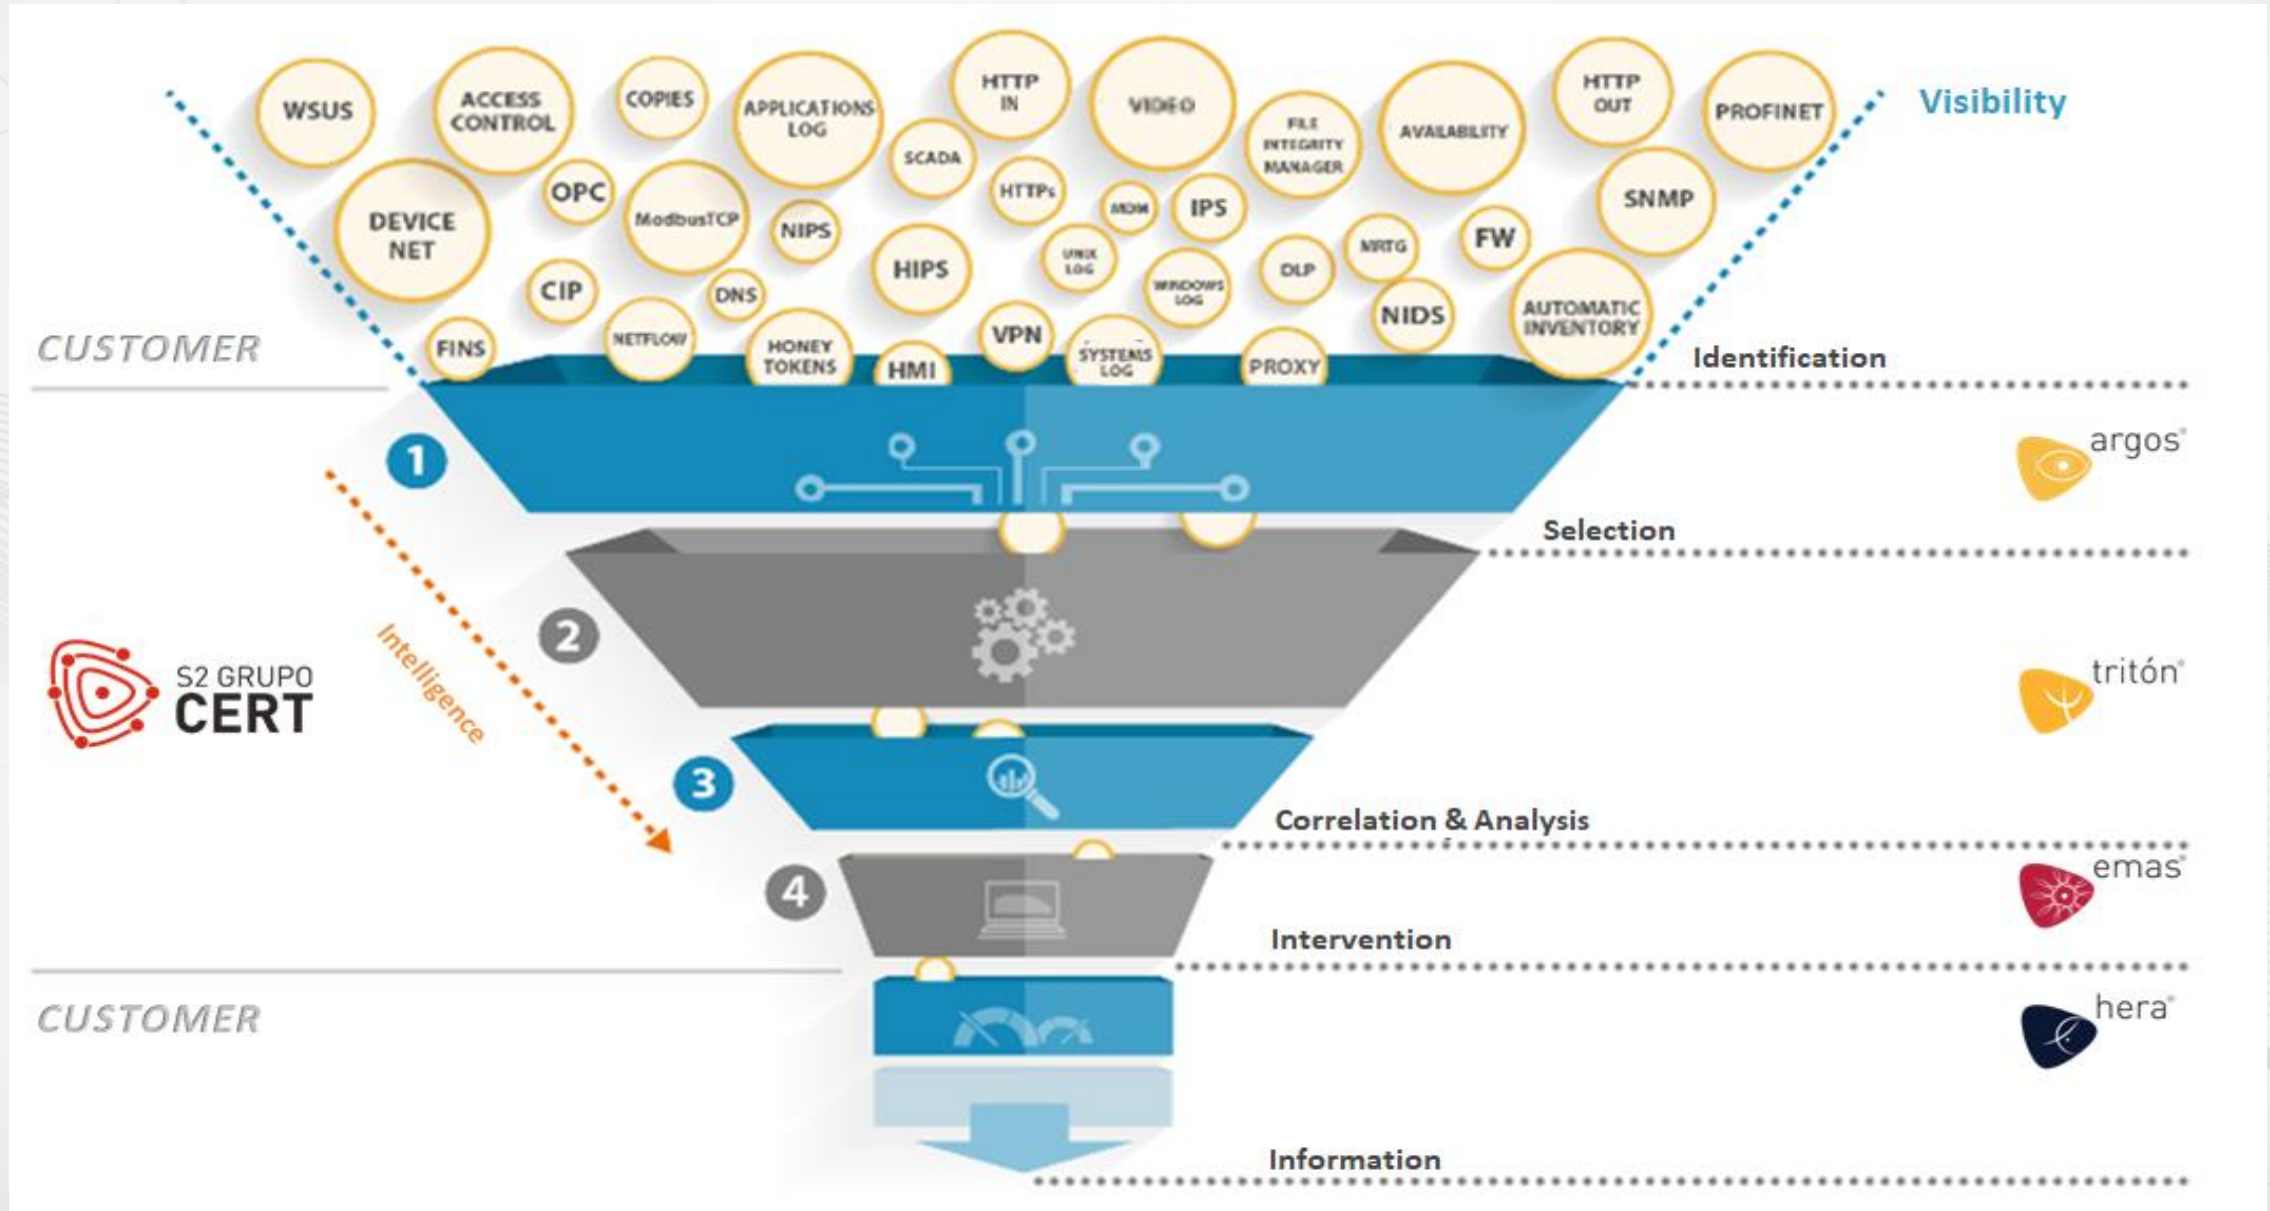 WSUS
ACCESS
CONTROL
COPIES
APPLICATIONS
LOG
HTTP
IN
VIDEO
FILE
INTEGRITY
MANAGER
AVAILABILITY
HTTP
OUT
PROFINET
Visibility
SCADA
DEVICE
NET
OPC
ModbusTCP
NIPS
HTTPs
MDM
IPS
SNMP
HIPS
UNIX
LOG
WINDOWS
LOG
DLP
MRTG
FW
CIP
DNS
NIDS
AUTOMATIC
INVENTORY
FINS
NETFLOW
HONEY
TOKENS
HMI
VPN
SYSTEMS
LOG
PROXY
CUSTOMER
Identification
1
argos®
Selection
2
Intelligence
S2 GRUPO
CERT
tritón®
3
Correlation & Analysis
4
emas®
Intervention
CUSTOMER
hera®
Information